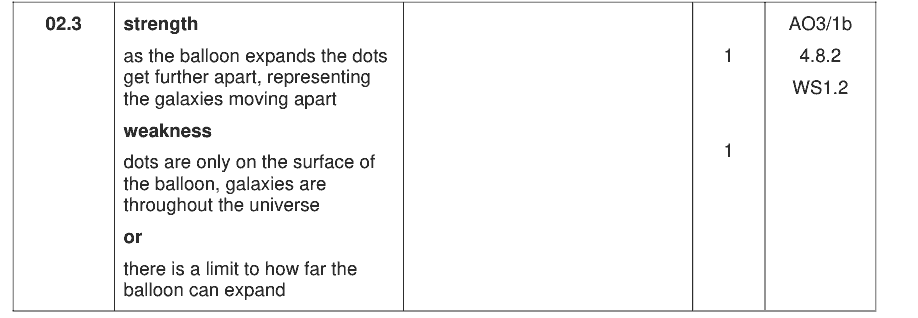 02.3 strength AO3/1b
as the balloon expands the dots 1 4.8.2
get further apart, representing
the galaxies moving apart WS1.2
weakness
dots are only on the surface of 1
the balloon, galaxies are
throughout the universe
or
there is a limit to how far the
balloon can expand